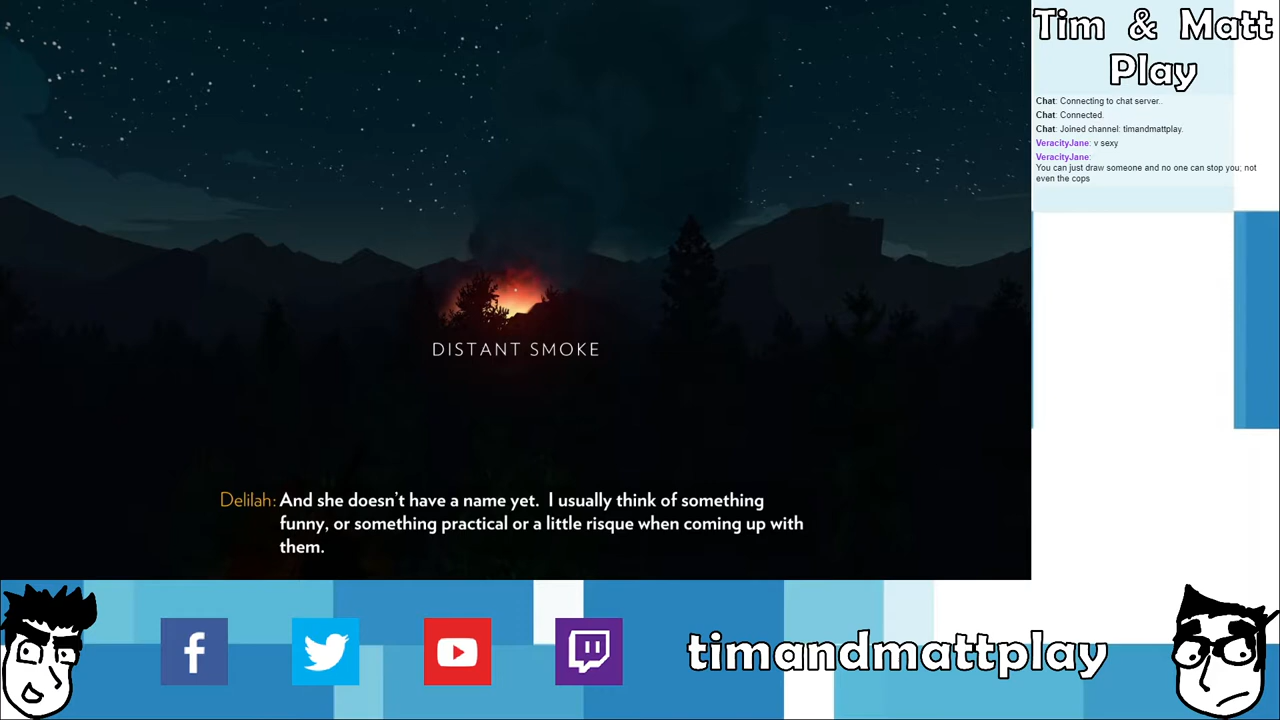 Tim & Matt
Play
Chat: Connecting to chat server..
Chat: Connected.
Chat: Joined channel: timandmattplay.
VeracityJane: v sexy
VeracityJane:
You can just draw someone and no one can stop you; not
even the cops
DISTANT SMOKE
Delilah: And she doesn't have a name yet. I usually think of something
funny, or something practical or a little risque when coming up with
them.
timandmattplay